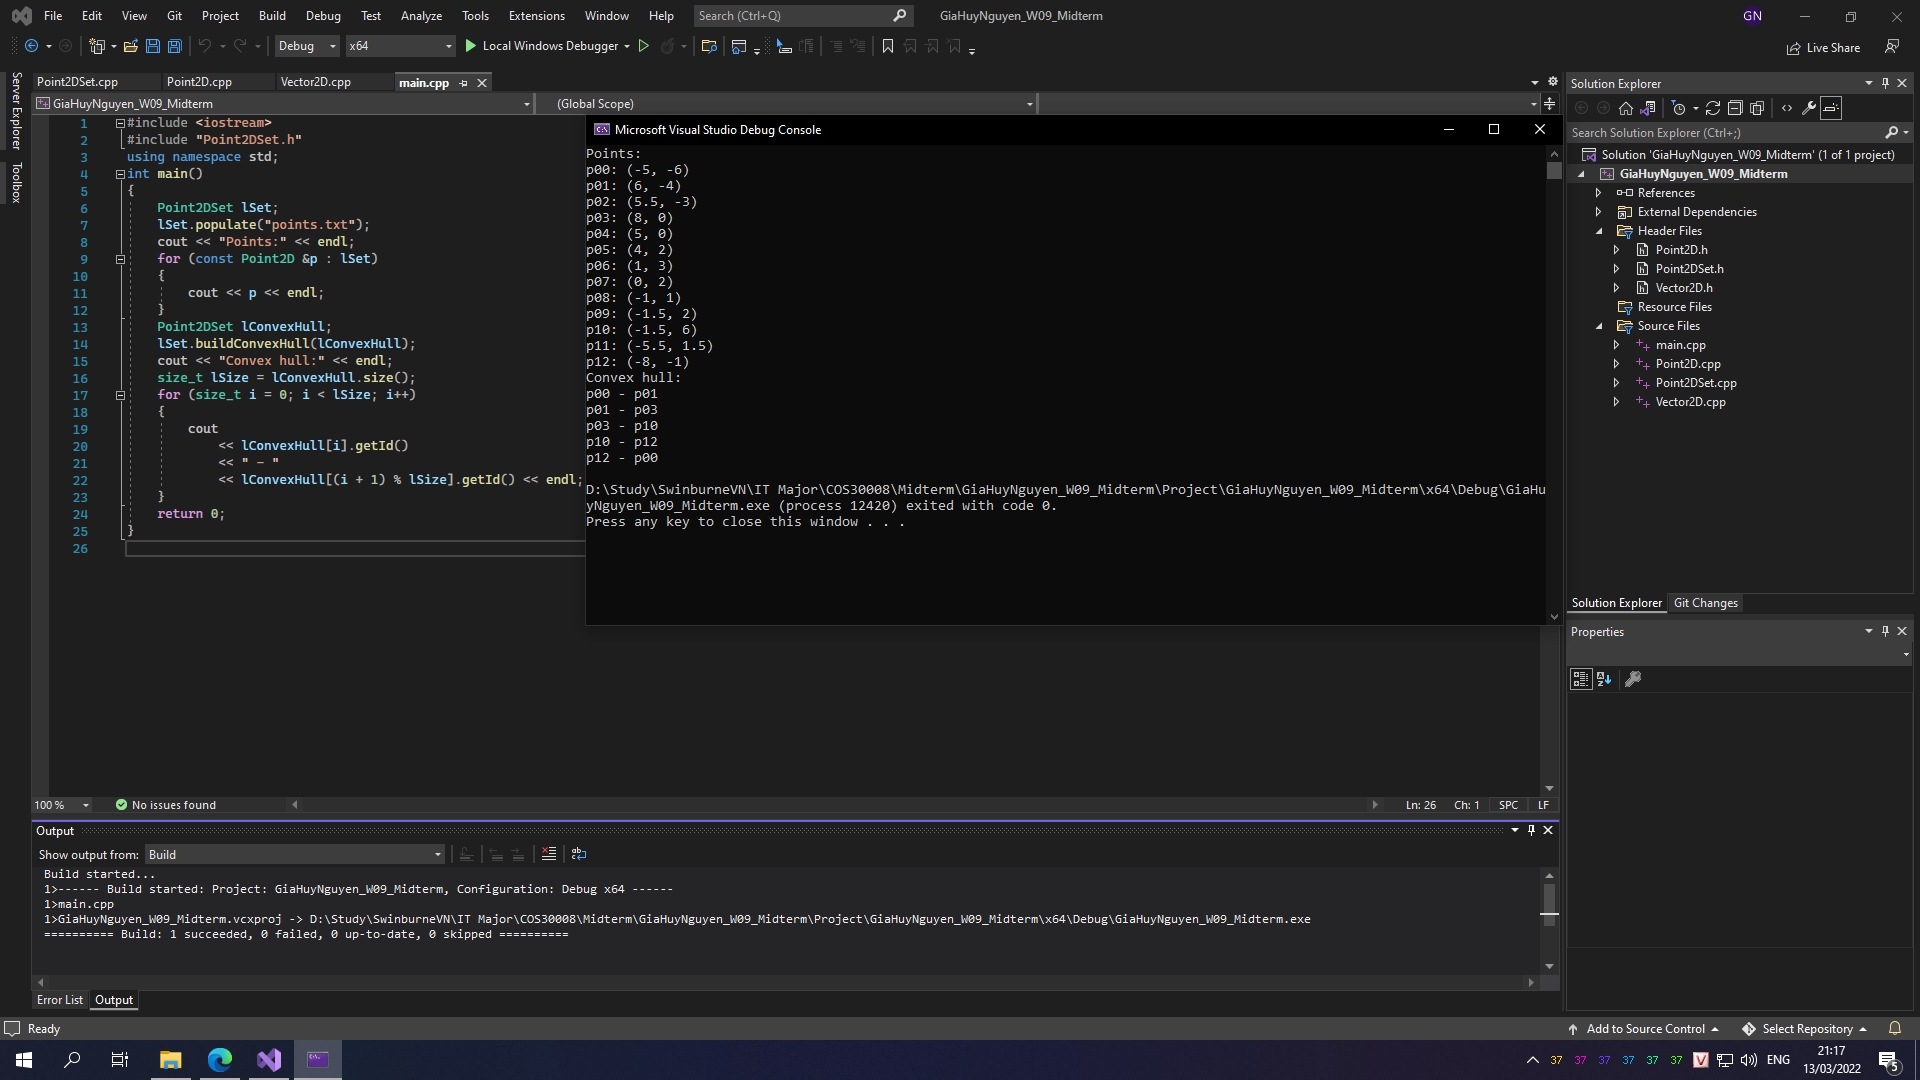 File Edit View Git Project Build Debug Test Analyze Tools Extensions Window Help Search (Ctrl+Q) GiaHuyNguyen_W09_Midterm GN
Debug x64 Local Windows Debugger Live Share
Server Explorer
Toolbox
Point2DSet.cpp Point2D.cpp Vector2D.cpp main.cpp
GiaHuyNguyen_W09_Midterm (Global Scope)
1 #include <iostream>
2 #include "Point2DSet.h"
3 using namespace std;
4 int main()
5 {
6 Point2DSet lSet;
7 lSet.populate("points.txt");
8 cout << "Points:" << endl;
9 for (const Point2D &p : lSet)
10 {
11 cout << p << endl;
12 }
13 Point2DSet lConvexHull;
14 lSet.buildConvexHull(lConvexHull);
15 cout << "Convex hull:" << endl;
16 size_t lSize = lConvexHull.size();
17 for (size_t i = 0; i < lSize; i++)
18 {
19 cout
20 << lConvexHull[i].getId()
21 << " – "
22 << lConvexHull[(i + 1) % lSize].getId() << endl;
23 }
24 return 0;
25 }
26
Microsoft Visual Studio Debug Console
Points:
p00: (-5, -6)
p01: (6, -4)
p02: (5.5, -3)
p03: (8, 0)
p04: (5, 0)
p05: (4, 2)
p06: (1, 3)
p07: (0, 2)
p08: (-1, 1)
p09: (-1.5, 2)
p10: (-1.5, 6)
p11: (-5.5, 1.5)
p12: (-8, -1)
Convex hull:
p00 - p01
p01 - p03
p03 - p10
p10 - p12
p12 - p00
D:\Study\SwinburneVN\IT Major\COS30008\Midterm\GiaHuyNguyen_W09_Midterm\Project\GiaHuyNguyen_W09_Midterm\x64\Debug\GiaHu
yNguyen_W09_Midterm.exe (process 12420) exited with code 0.
Press any key to close this window . . .
Solution Explorer
Search Solution Explorer (Ctrl+;)
Solution 'GiaHuyNguyen_W09_Midterm' (1 of 1 project)
GiaHuyNguyen_W09_Midterm
References
External Dependencies
Header Files
Point2D.h
Point2DSet.h
Vector2D.h
Resource Files
Source Files
main.cpp
Point2D.cpp
Point2DSet.cpp
Vector2D.cpp
Solution Explorer Git Changes
Properties
100 % No issues found Ln: 26 Ch: 1 SPC LF
Output
Show output from: Build
Build started...
1>------ Build started: Project: GiaHuyNguyen_W09_Midterm, Configuration: Debug x64 ------
1>main.cpp
1>GiaHuyNguyen_W09_Midterm.vcxproj -> D:\Study\SwinburneVN\IT Major\COS30008\Midterm\GiaHuyNguyen_W09_Midterm\Project\GiaHuyNguyen_W09_Midterm\x64\Debug\GiaHuyNguyen_W09_Midterm.exe
========== Build: 1 succeeded, 0 failed, 0 up-to-date, 0 skipped ==========
Error List Output
Ready Add to Source Control Select Repository
37 37 37 37 37 37 V ENG 21:17
13/03/2022 5